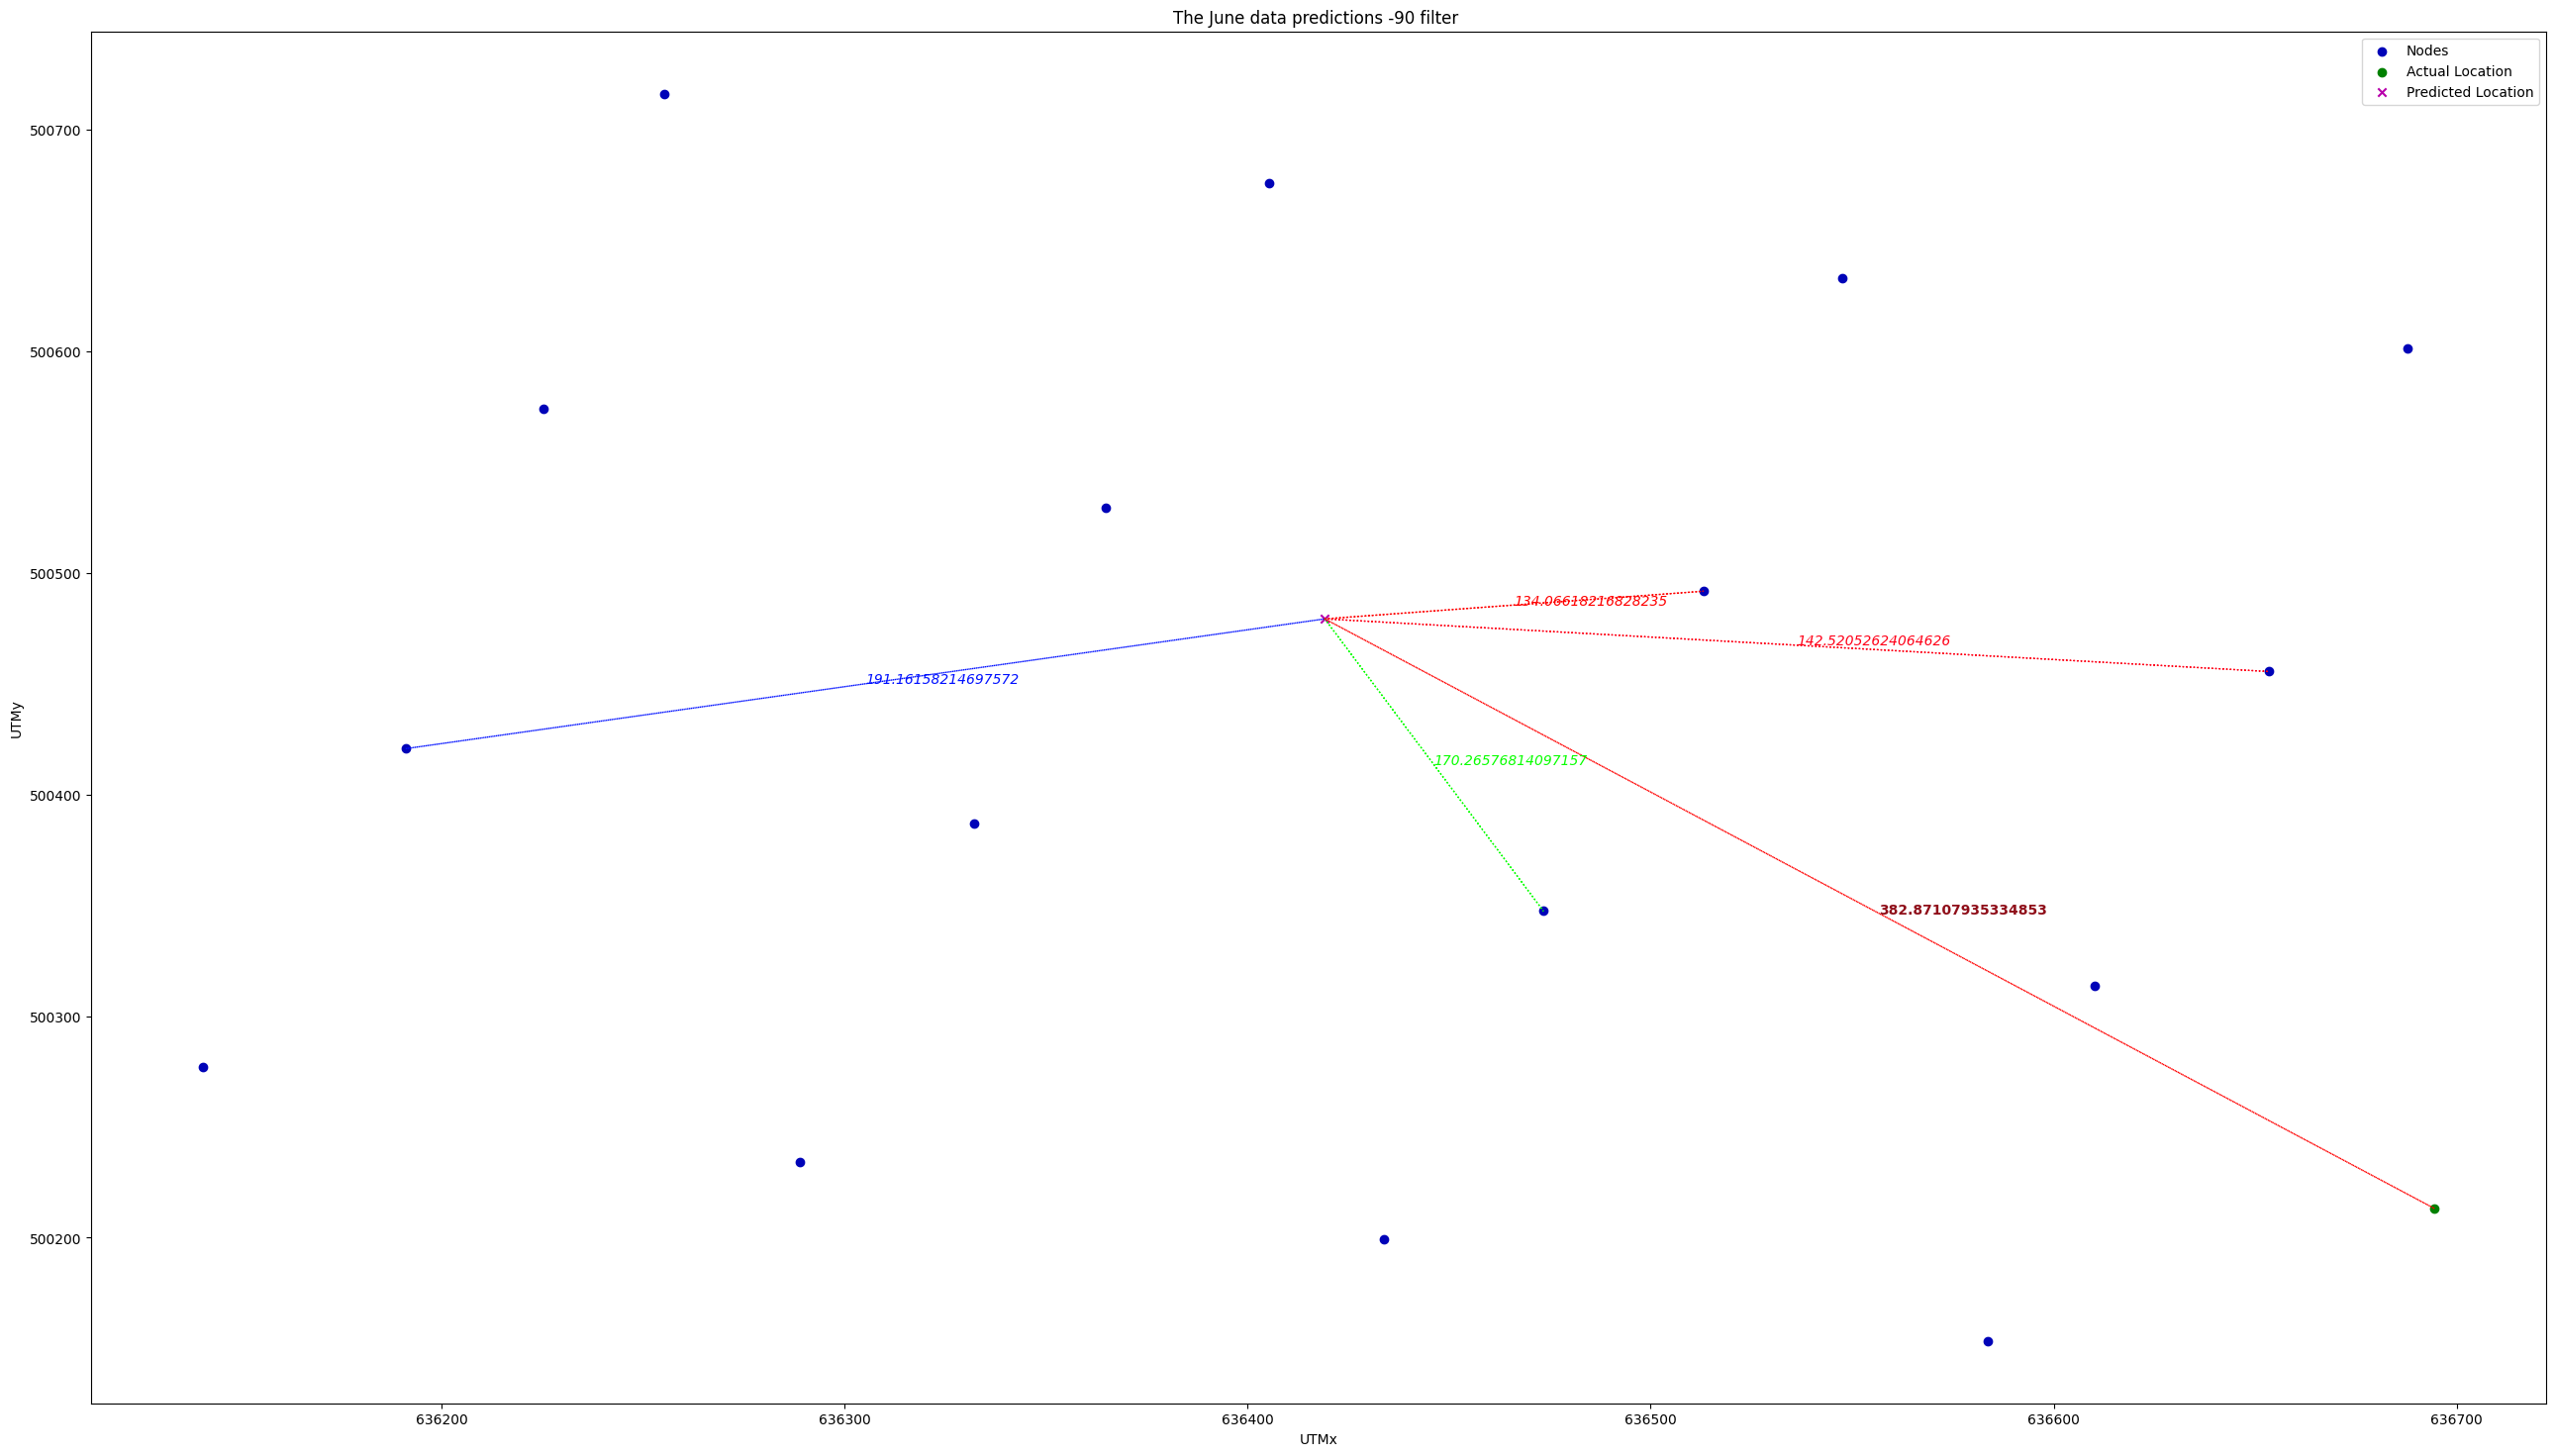 The June data predictions -90 filter
Nodes
Actual Location
Predicted Location
500700
500600
500500
500400
500300
500200
UTMy
134.06618216828235
142.52052624064626
191.16158214697572
170.26576814097157
382.87107935334853
636200
636300
636400
636500
636600
636700
UTMx